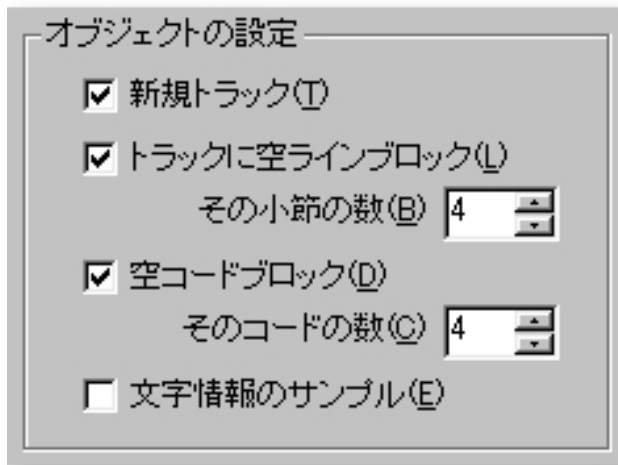 オブジェクトの設定
新規トラック(T)
トラックに空ラインブロック(L)
その小節の数(B) 4
空コードブロック(D)
そのコードの数(C) 4
文字情報のサンプル(E)